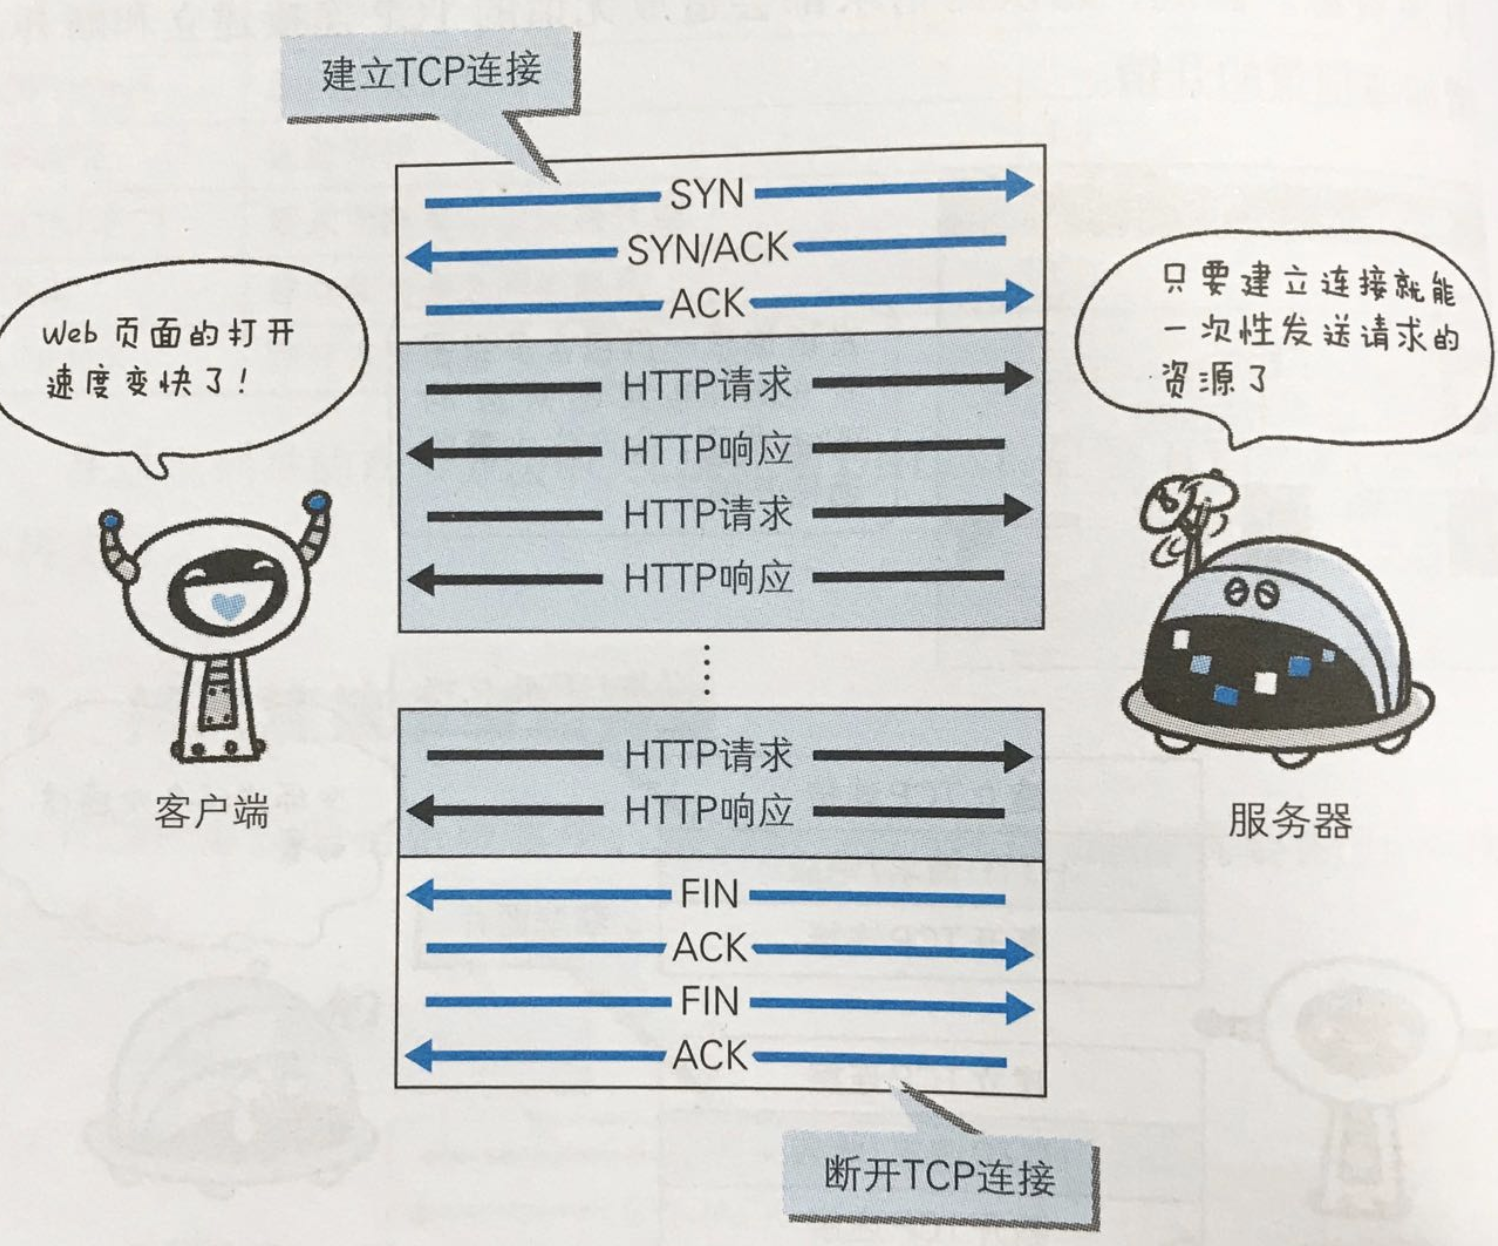 建立TCP连接
SYN
SYN/ACK
ACK
Web 页面的打开
速度变快了!
只要建立连接就能
一次性发送请求的
资源了
HTTP请求
HTTP响应
HTTP请求
HTTP响应
HTTP请求
HTTP响应
客户端
服务器
FIN
ACK
FIN
ACK
断开TCP连接